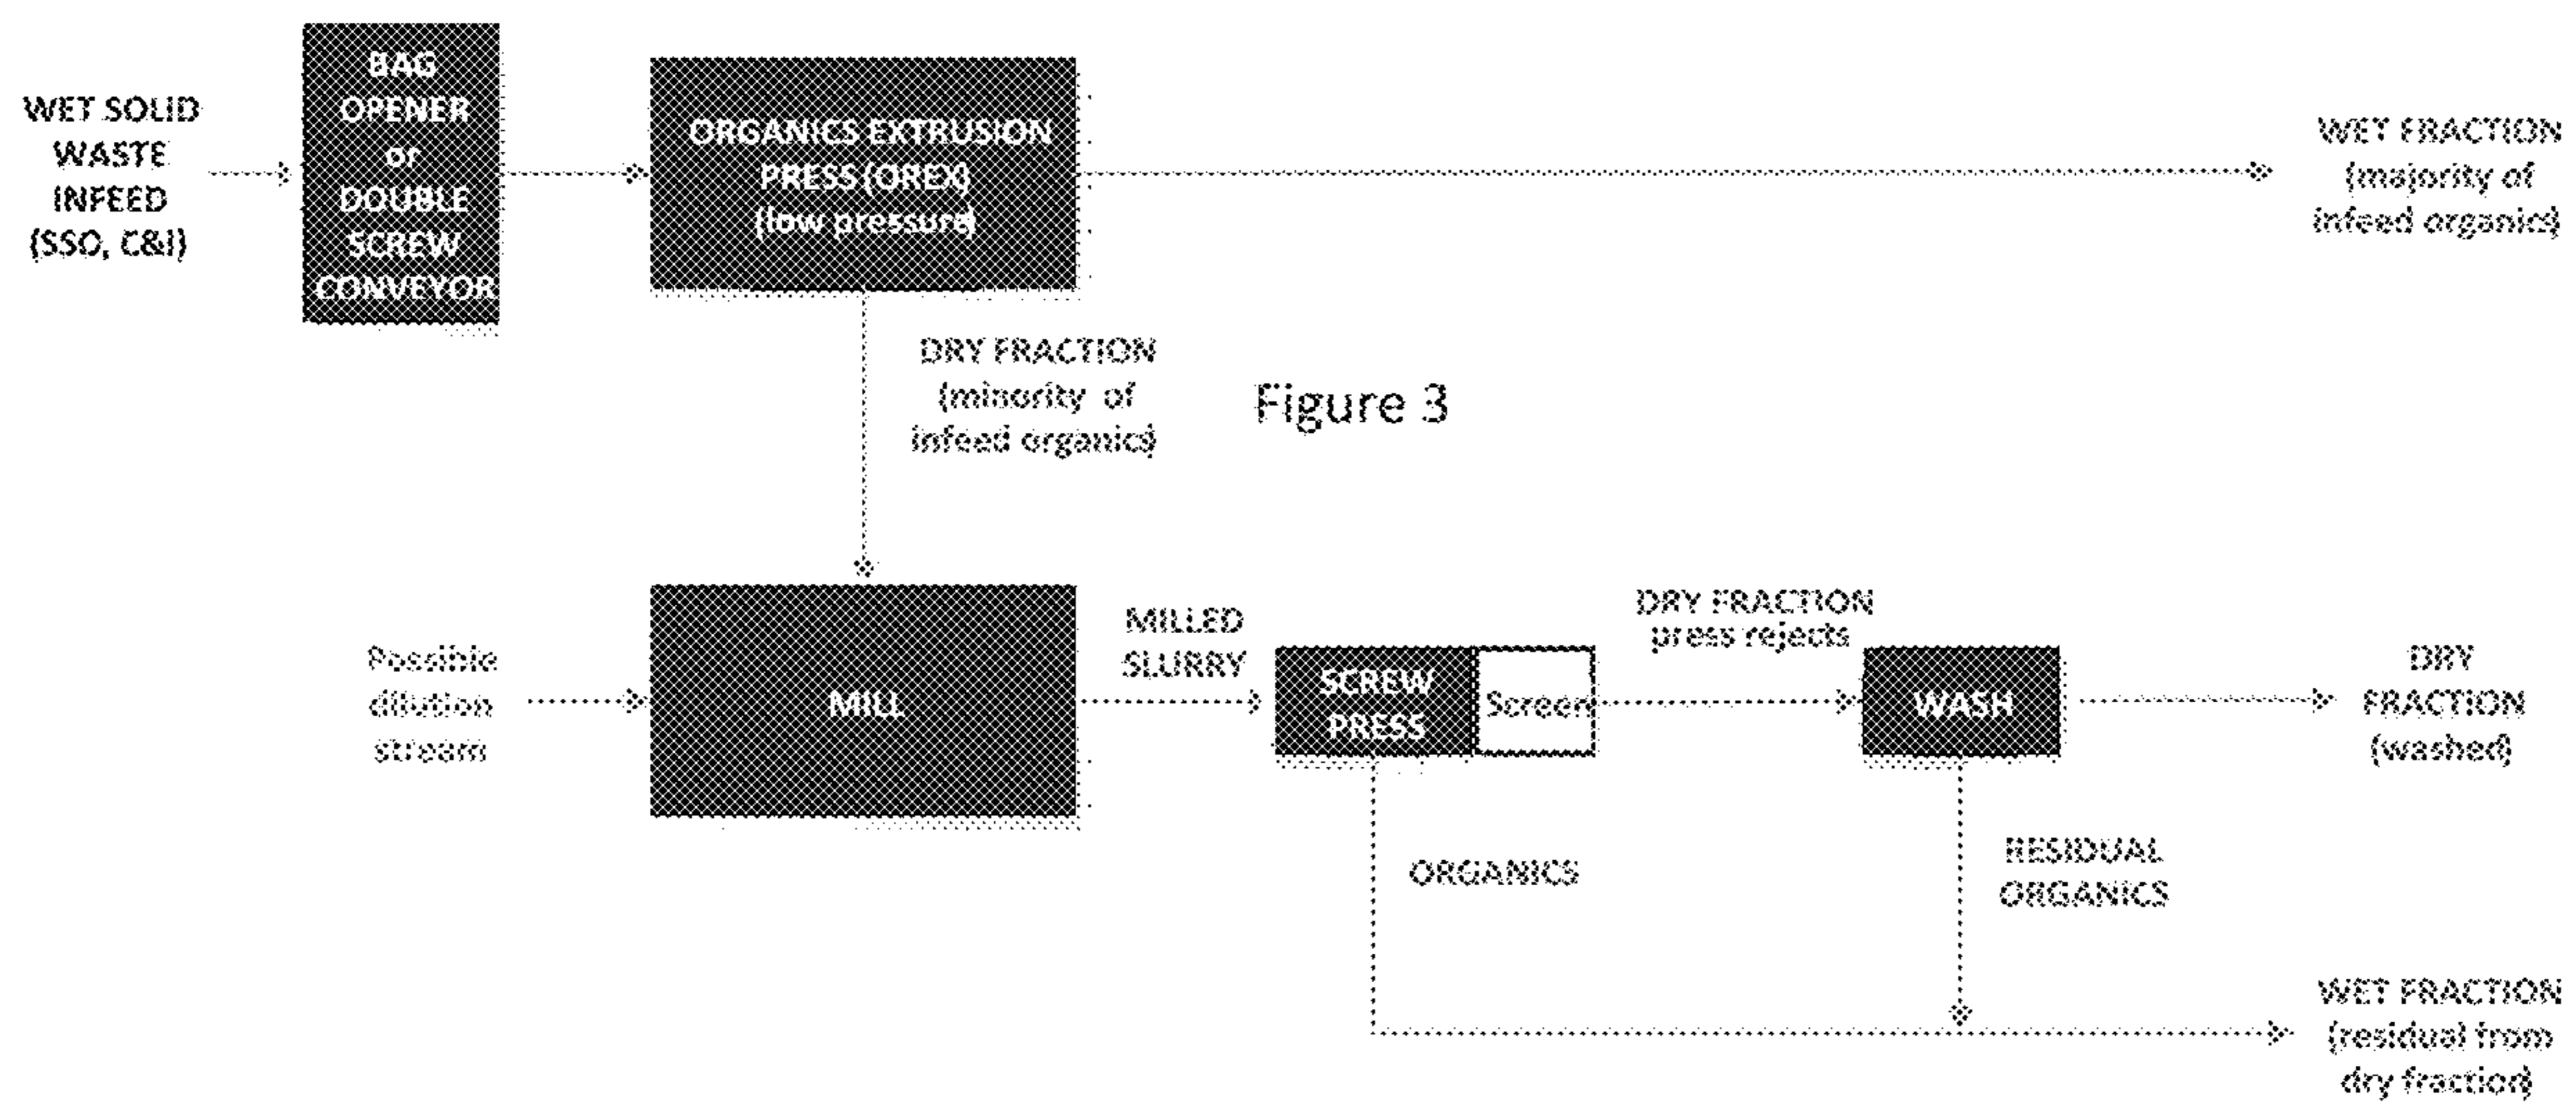 WET SOLID
WASTE
INFEED
(SSO, C&I)
BAG
OPENER
or
DOUBLE
SCREW
CONVEYOR
ORGANICS EXTRUSION
PRESS (OREX)
(low pressure)
WET FRACTION
(majority of
infeed organics)
DRY FRACTION
(minority of
infeed organics)
Figure 3
Possible
dilution
stream
MILL
MILLED
SLURRY
SCREW
PRESS
Screen
DRY FRACTION
press rejects
WASH
DRY
FRACTION
(washed)
ORGANICS
RESIDUAL
ORGANICS
WET FRACTION
(residual from
dry fraction)